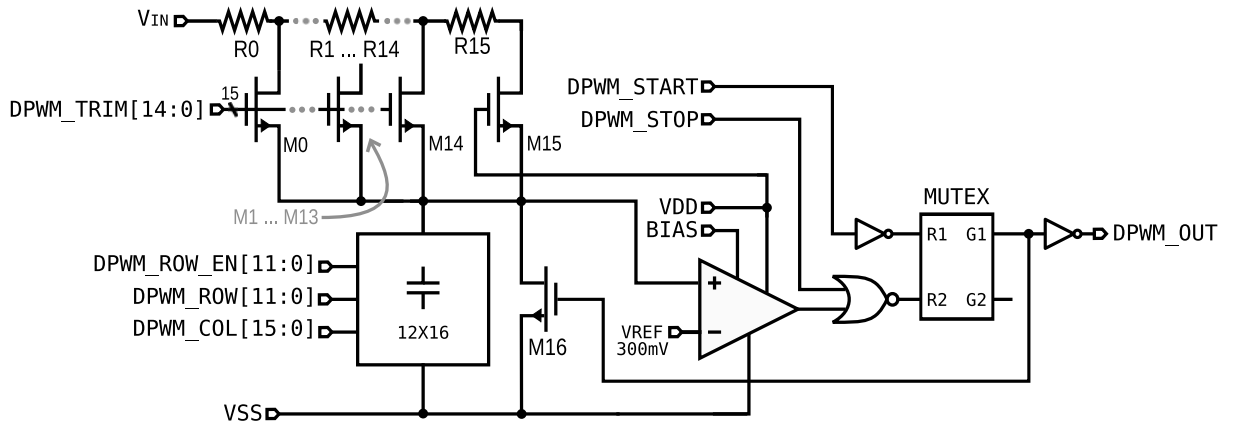 VIN
R0
R1 ... R14
R15
15
DPWM_TRIM[14:0]
M0
M14
M15
M1 ... M13
DPWM_START
DPWM_STOP
VDD
BIAS
MUTEX
R1 G1
R2 G2
DPWM_OUT
DPWM_ROW_EN[11:0]
DPWM_ROW[11:0]
DPWM_COL[15:0]
12X16
M16
+
VREF
300mV
−
VSS